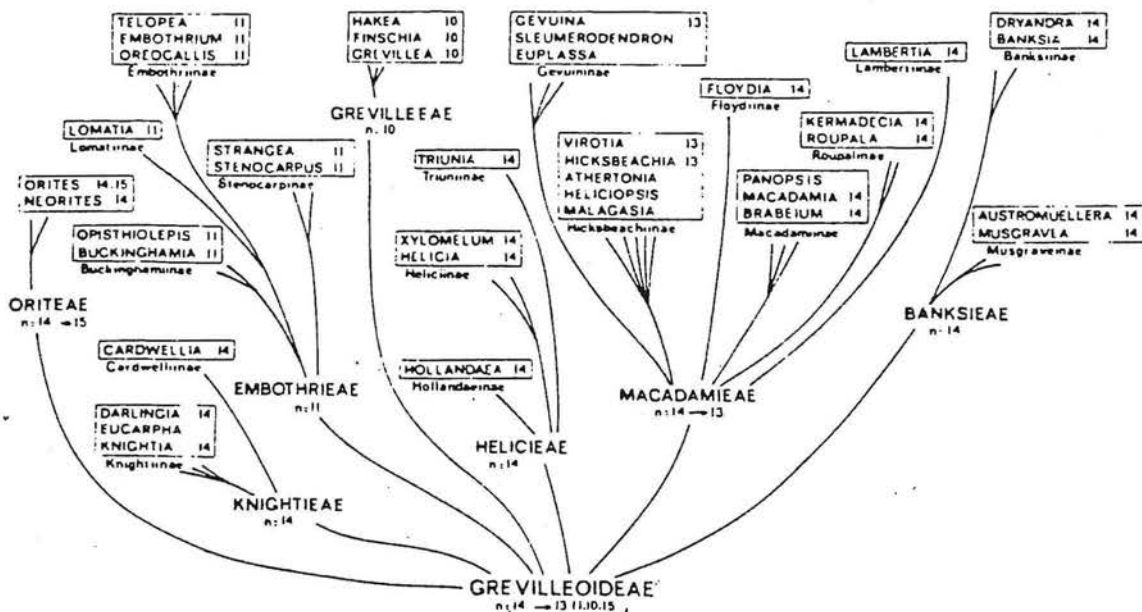 TELOPEA 11
EMBOTHRIUM 11
OREOCALLIS 11
Embothriinae
HAKEA 10
FINSCHIA 10
GREVILLEA 10
GREVILLEEAE
n=10
GEVUINA 13
SLEUMERODENDRON
EUPLASSA
Gevuininae
LAMBERTIA 14
Lambertiinae
DRYANDRA 14
BANKSIA 14
Banksiinae
FLOYDIA 14
Floydiinae
LOMATIA 11
Lomatiinae
STRANGEA 11
STENOCARPUS 11
Stenocarpinae
TRIUNIA 14
Triuniinae
VIROTIA 13
HICKSBEACHIA 13
ATHERTONIA
HELICIOPSIS
MALAGASIA
Hicksbeachiinae
KERMADECIA 14
ROUPALA 14
Roupalinae
ORITES 14.15
NEORITES 14
PANOPSIS
MACADAMIA 14
BRABEIUM 14
Macadamiinae
OPISTHIOLEPIS 11
BUCKINGHAMIA 11
Buckinghamiinae
XYLOMELUM 14
HELICIA 14
Heliciinae
AUSTROMUELLERA 14
MUSGRAVEA 14
Musgraveinae
ORITEAE
n=14 → 15
BANKSIEAE
n=14
CARDWELLIA 14
Cardwelliinae
EMBOTHRIEAE
n=11
HOLLANDAEA 14
Hollandaeinae
MACADAMIEAE
n=14 → 13
DARLINGIA 14
EUCARPHA
KNIGHTIA 14
Knightiinae
HELICIEAE
n=14
KNIGHTIEAE
n=14
GREVILLEOIDEAE
n=14 → 13 11.10.15